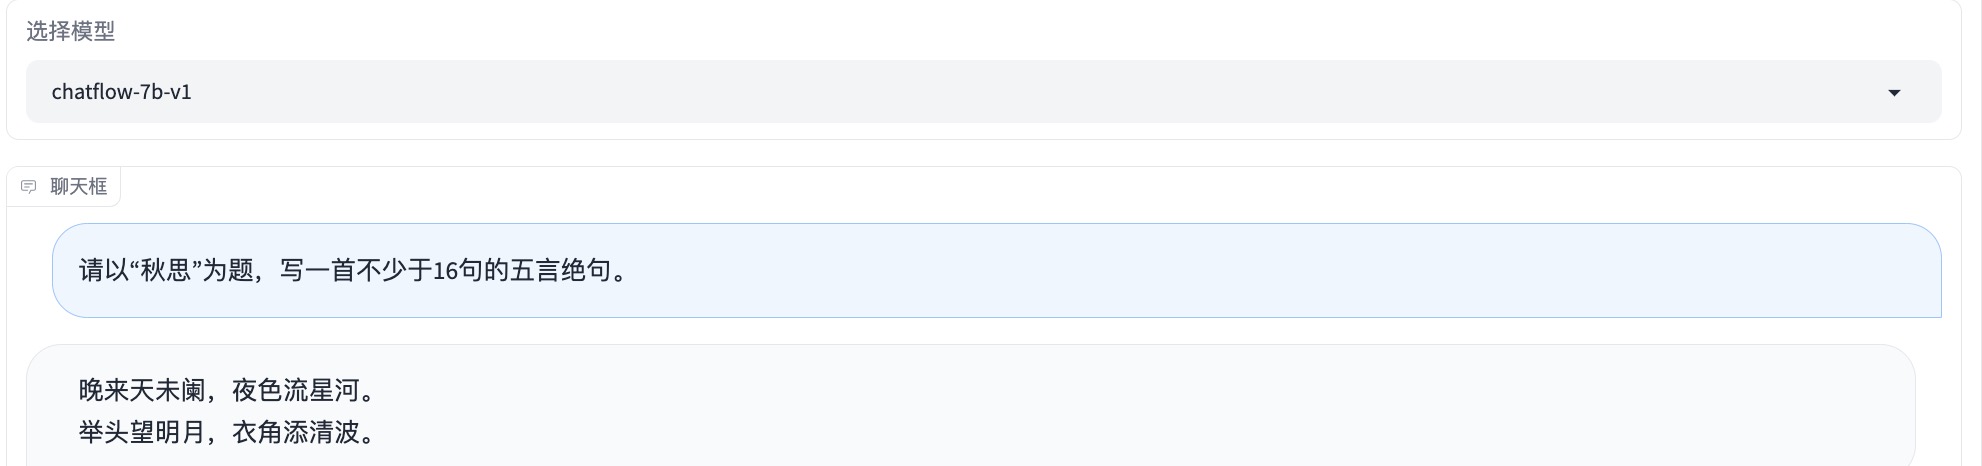 选择模型
chatflow-7b-v1
聊天框
请以“秋思”为题，写一首不少于16句的五言绝句。
晚来天未阑，夜色流星河。
举头望明月，衣角添清波。